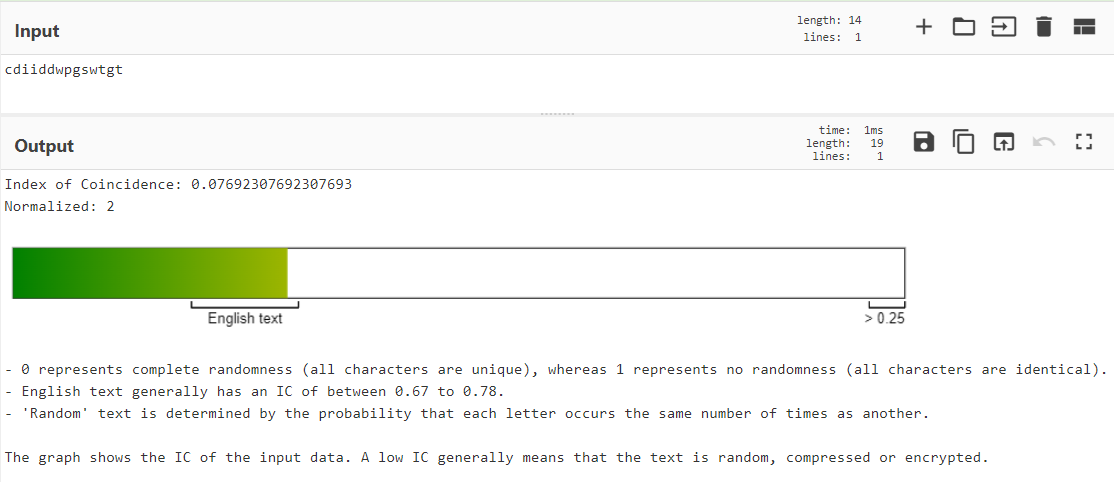 Input
length: 14
lines: 1
cdiiddwpgswtgt
Output
time: 1ms
length: 19
lines: 1
Index of Coincidence: 0.07692307692307693
Normalized: 2
English text
> 0.25
- 0 represents complete randomness (all characters are unique), whereas 1 represents no randomness (all characters are identical).
- English text generally has an IC of between 0.67 to 0.78.
- 'Random' text is determined by the probability that each letter occurs the same number of times as another.
The graph shows the IC of the input data. A low IC generally means that the text is random, compressed or encrypted.